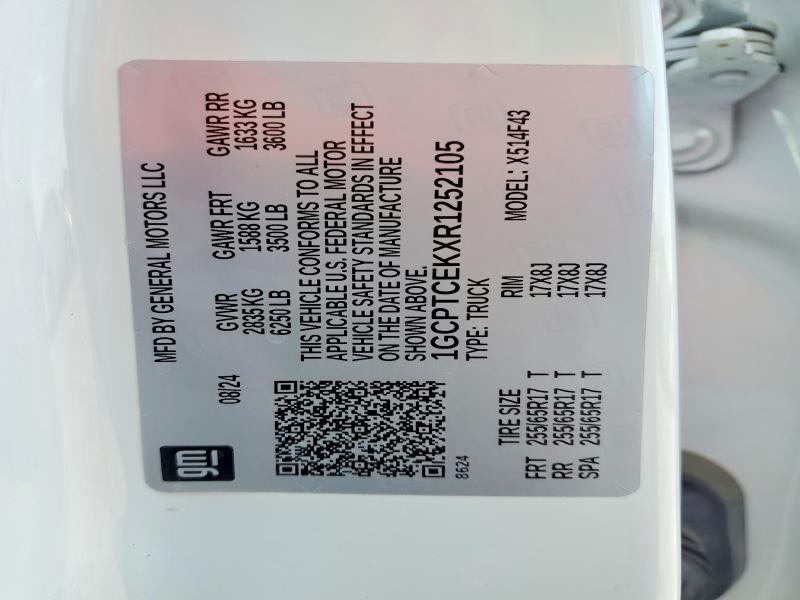 gm
MFD BY GENERAL MOTORS LLC
08/24
GVWR GAWR FRT GAWR RR
2835 KG 1588 KG 1633 KG
6250 LB 3500 LB 3600 LB
THIS VEHICLE CONFORMS TO ALL
APPLICABLE U.S. FEDERAL MOTOR
VEHICLE SAFETY STANDARDS IN EFFECT
ON THE DATE OF MANUFACTURE
SHOWN ABOVE.
1GCPTCEKXR1252105
8624
TYPE: TRUCK
MODEL: X514F43
TIRE SIZE RIM
FRT 255/65R17 T 17X8J
RR 255/65R17 T 17X8J
SPA 255/65R17 T 17X8J